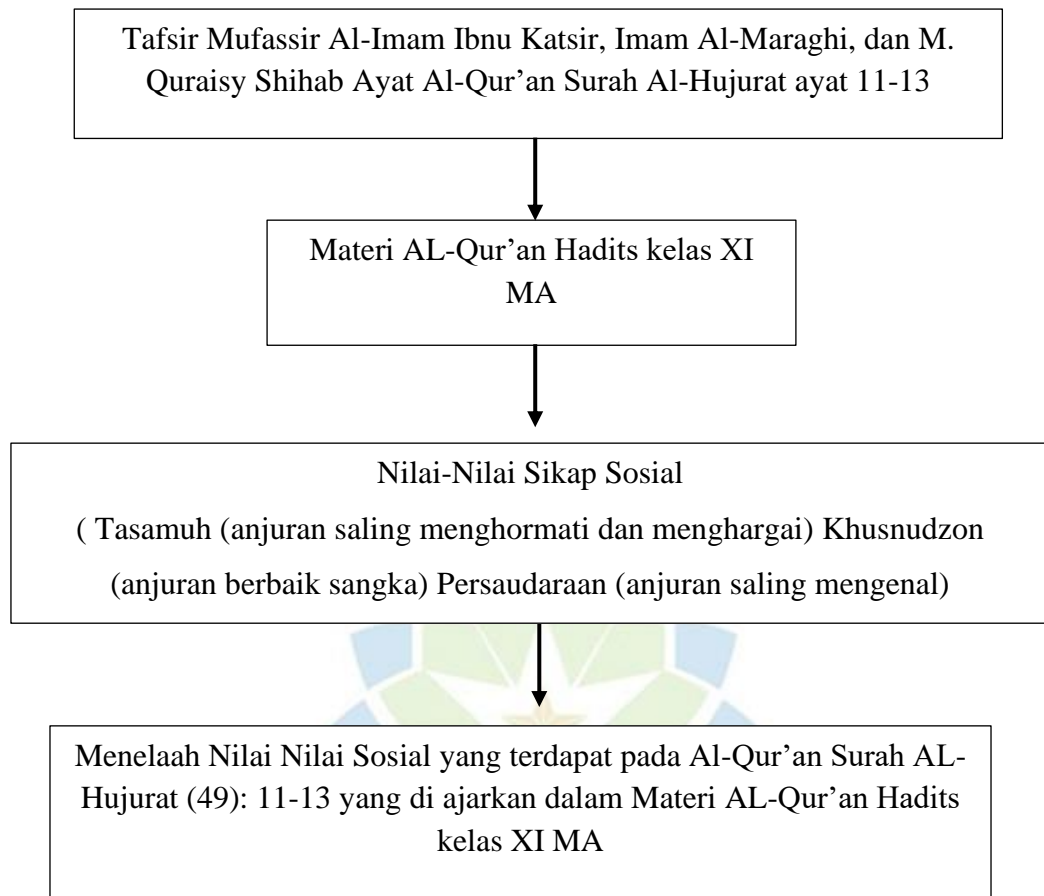 Tafsir Mufassir Al-Imam Ibnu Katsir, Imam Al-Maraghi, dan M.
Quraisy Shihab Ayat Al-Qur’an Surah Al-Hujurat ayat 11-13
Materi AL-Qur’an Hadits kelas XI
MA
Nilai-Nilai Sikap Sosial
( Tasamuh (anjuran saling menghormati dan menghargai) Khusnudzon
(anjuran berbaik sangka) Persaudaraan (anjuran saling mengenal)
Menelaah Nilai Nilai Sosial yang terdapat pada Al-Qur’an Surah AL-
Hujurat (49): 11-13 yang di ajarkan dalam Materi AL-Qur’an Hadits
kelas XI MA